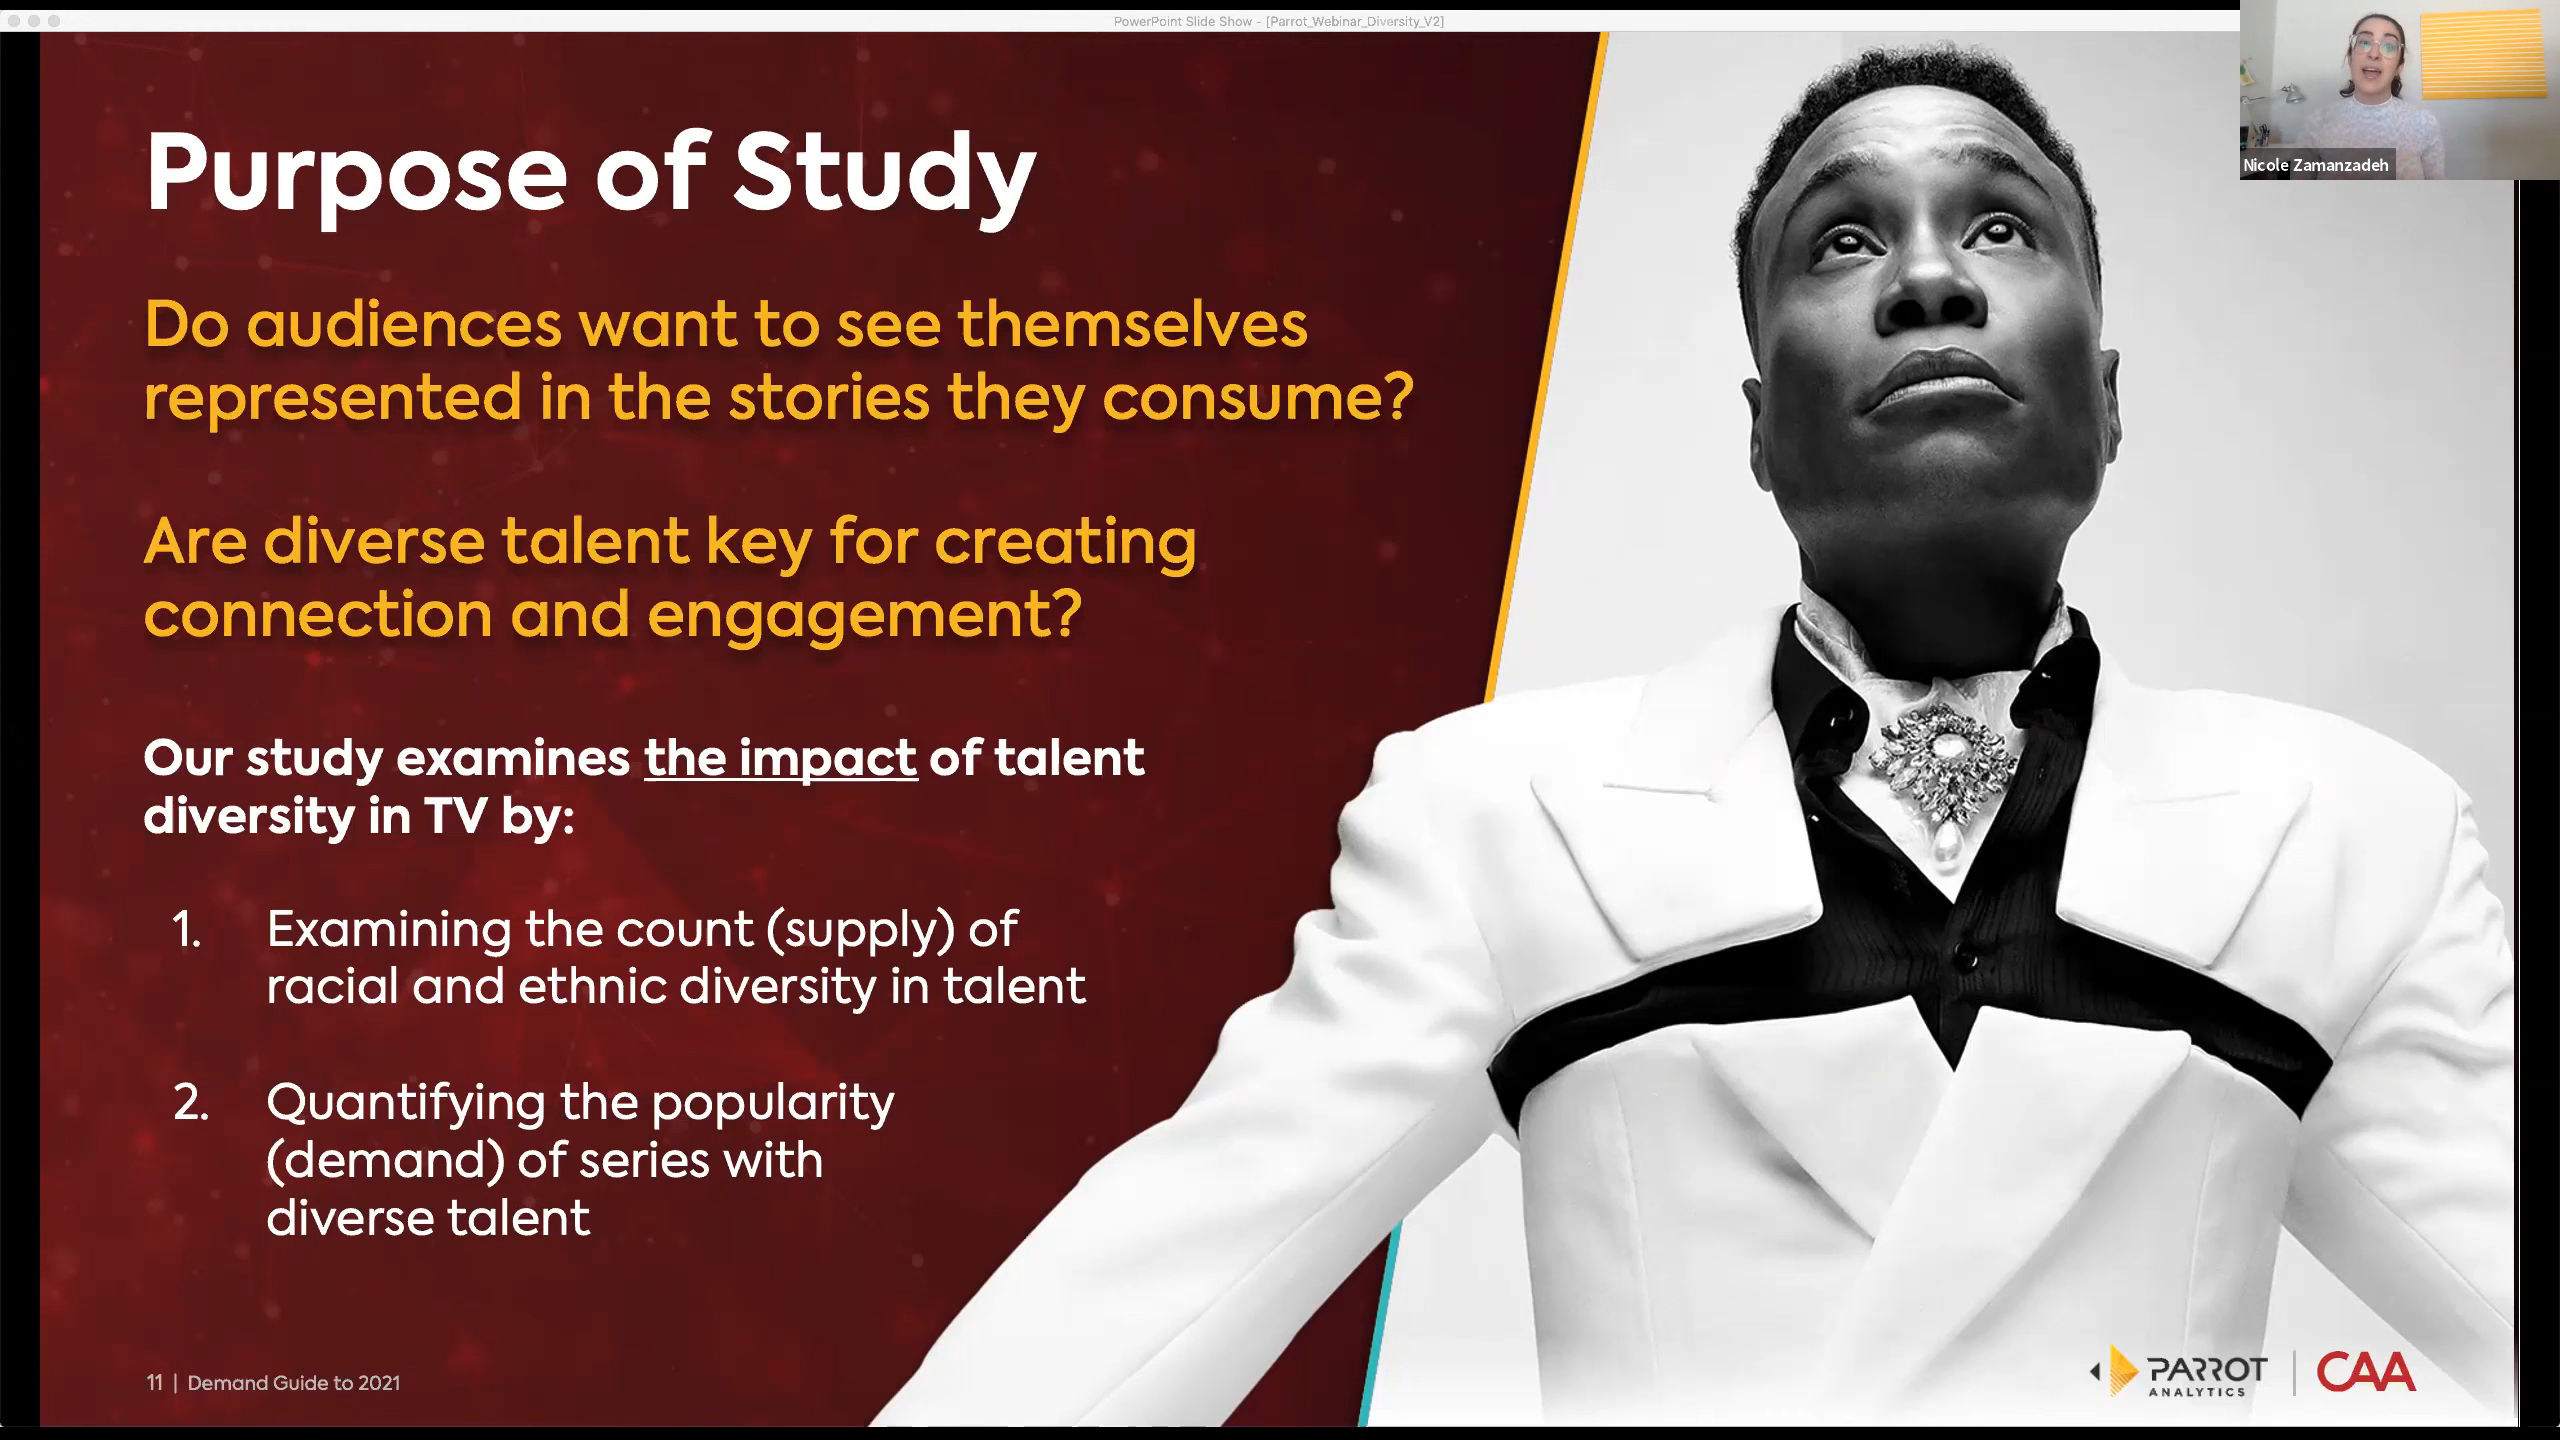 PowerPoint Slide Show - [Parrot_Webinar_Diversity_V2]
Nicole Zamanzadeh
Purpose of Study
Do audiences want to see themselves
represented in the stories they consume?
Are diverse talent key for creating
connection and engagement?
Our study examines the impact of talent
diversity in TV by:
1. Examining the count (supply) of
racial and ethnic diversity in talent
2. Quantifying the popularity
(demand) of series with
diverse talent
11 | Demand Guide to 2021
PARROT
ANALYTICS
CAA